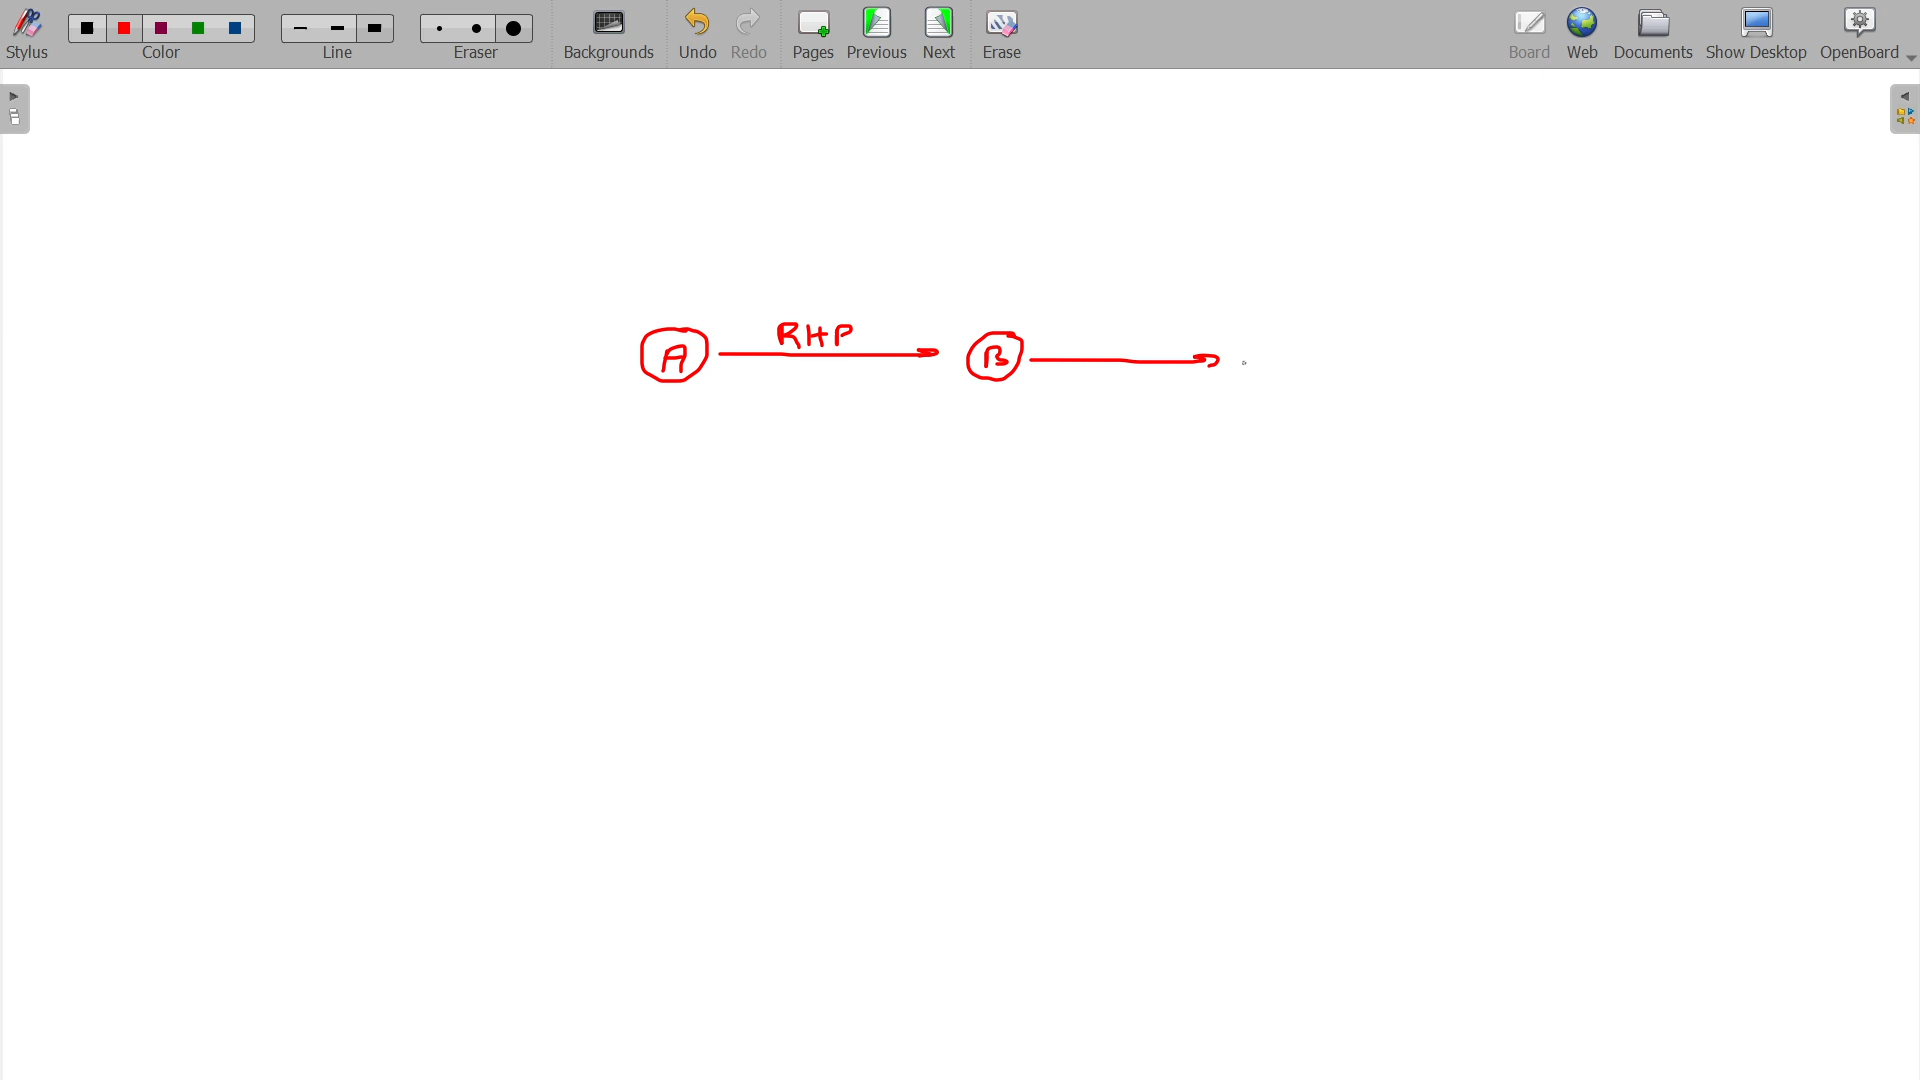 Stylus Color Line Eraser Backgrounds Undo Redo Pages Previous Next Erase Board Web Documents Show Desktop OpenBoard
RHP
A B